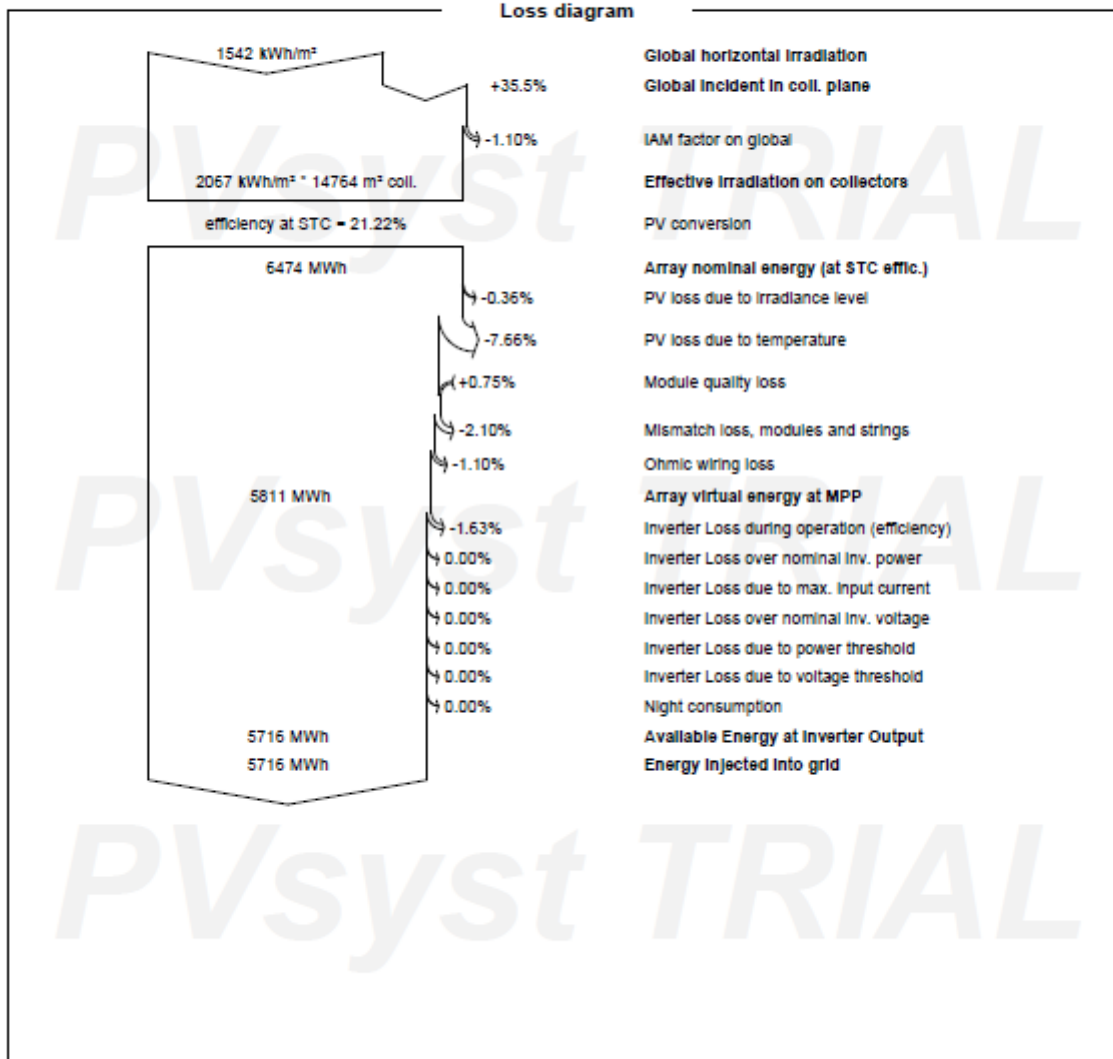 Loss diagram
1542 kWh/m² Global horizontal irradiation
+35.5% Global incident in coll. plane
-1.10% IAM factor on global
2067 kWh/m² * 14764 m² coll. Effective irradiation on collectors
efficiency at STC = 21.22% PV conversion
6474 MWh Array nominal energy (at STC effic.)
-0.36% PV loss due to irradiance level
-7.66% PV loss due to temperature
+0.75% Module quality loss
-2.10% Mismatch loss, modules and strings
-1.10% Ohmic wiring loss
5811 MWh Array virtual energy at MPP
-1.63% Inverter Loss during operation (efficiency)
0.00% Inverter Loss over nominal inv. power
0.00% Inverter Loss due to max. input current
0.00% Inverter Loss over nominal inv. voltage
0.00% Inverter Loss due to power threshold
0.00% Inverter Loss due to voltage threshold
0.00% Night consumption
5716 MWh Available Energy at Inverter Output
5716 MWh Energy injected into grid
PVsyst TRIAL
PVsyst TRIAL
PVsyst TRIAL